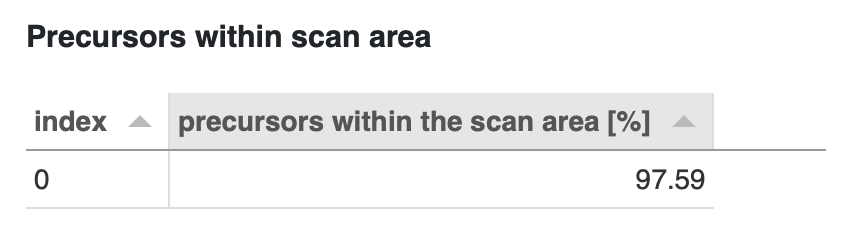 Precursors within scan area
index precursors within the scan area [%]
0 97.59